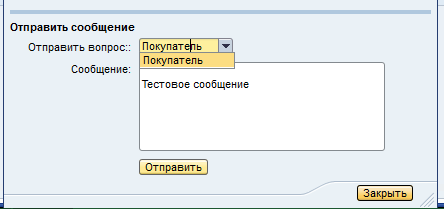 Отправить сообщение
Отправить вопрос:: Покупатель
Покупатель
Сообщение:
Тестовое сообщение
Отправить
Закрыть